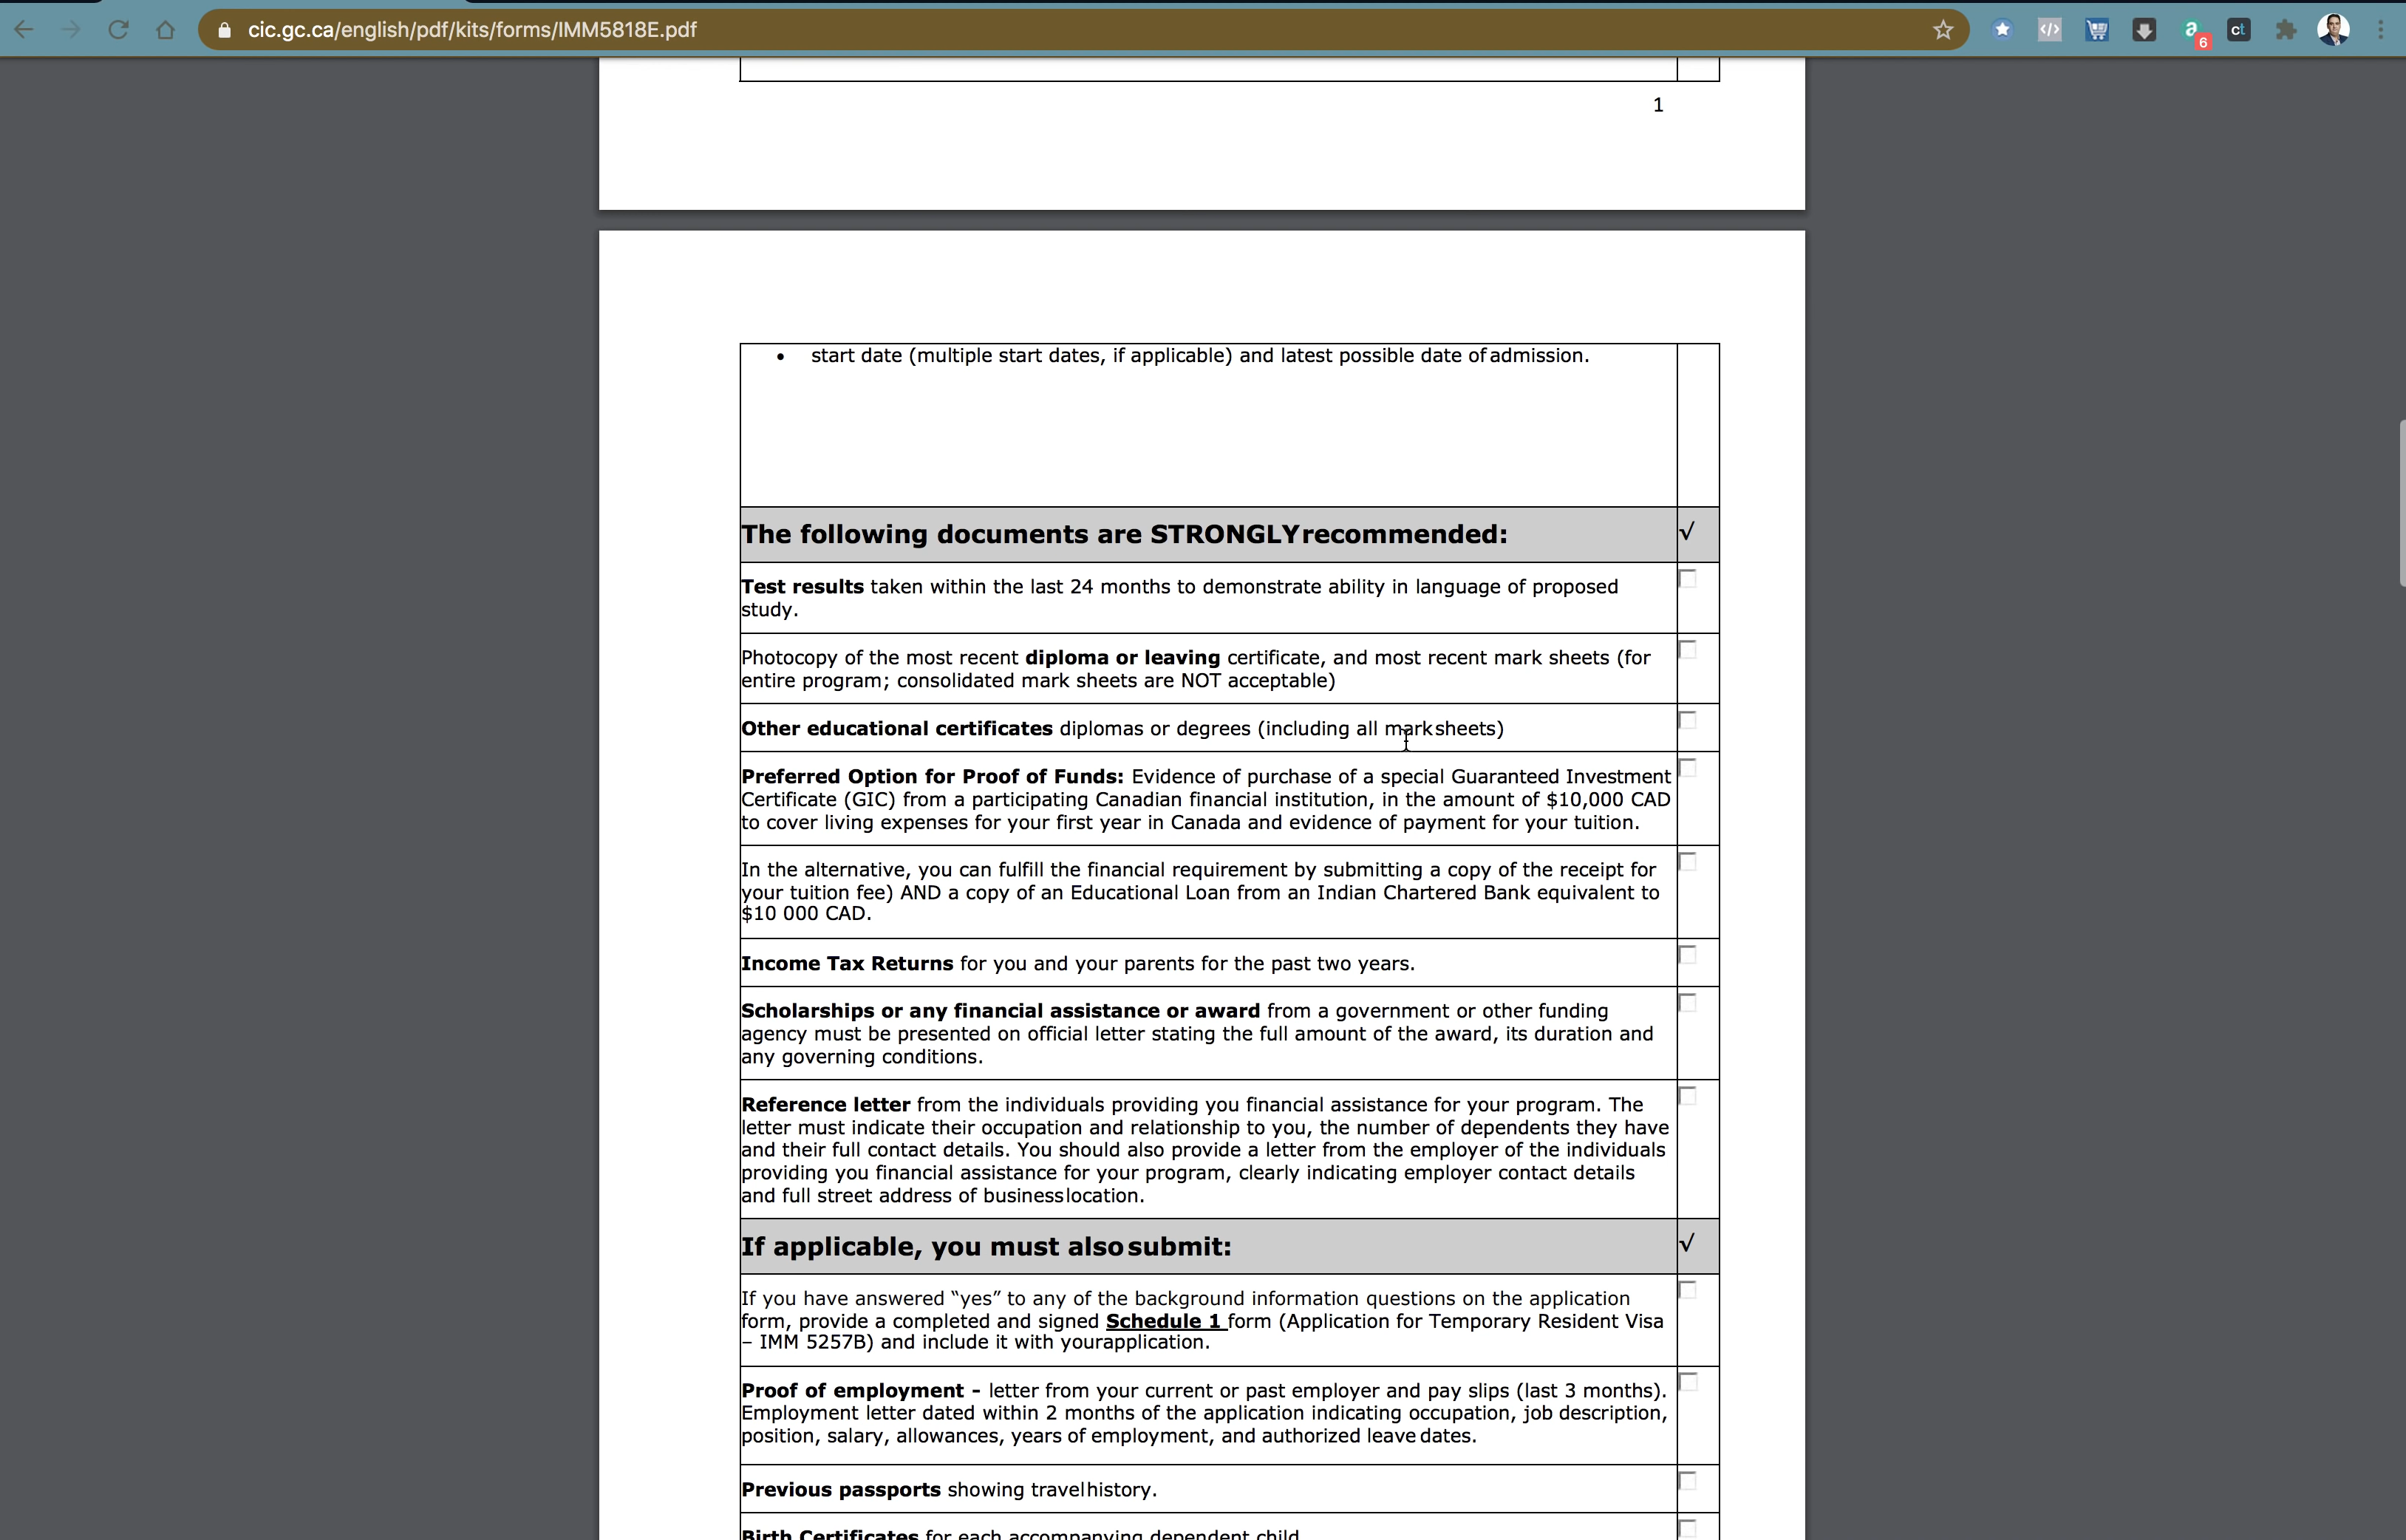 cic.gc.ca/english/pdf/kits/forms/IMM5818E.pdf
6
ct
1
• start date (multiple start dates, if applicable) and latest possible date of admission.
The following documents are STRONGLY recommended: √
Test results taken within the last 24 months to demonstrate ability in language of proposed
study.
Photocopy of the most recent diploma or leaving certificate, and most recent mark sheets (for
entire program; consolidated mark sheets are NOT acceptable)
Other educational certificates diplomas or degrees (including all mark sheets)
Preferred Option for Proof of Funds: Evidence of purchase of a special Guaranteed Investment
Certificate (GIC) from a participating Canadian financial institution, in the amount of $10,000 CAD
to cover living expenses for your first year in Canada and evidence of payment for your tuition.
In the alternative, you can fulfill the financial requirement by submitting a copy of the receipt for
your tuition fee) AND a copy of an Educational Loan from an Indian Chartered Bank equivalent to
$10 000 CAD.
Income Tax Returns for you and your parents for the past two years.
Scholarships or any financial assistance or award from a government or other funding
agency must be presented on official letter stating the full amount of the award, its duration and
any governing conditions.
Reference letter from the individuals providing you financial assistance for your program. The
letter must indicate their occupation and relationship to you, the number of dependents they have
and their full contact details. You should also provide a letter from the employer of the individuals
providing you financial assistance for your program, clearly indicating employer contact details
and full street address of business location.
If applicable, you must also submit: √
If you have answered “yes” to any of the background information questions on the application
form, provide a completed and signed Schedule 1 form (Application for Temporary Resident Visa
– IMM 5257B) and include it with your application.
Proof of employment - letter from your current or past employer and pay slips (last 3 months).
Employment letter dated within 2 months of the application indicating occupation, job description,
position, salary, allowances, years of employment, and authorized leave dates.
Previous passports showing travel history.
Birth Certificates for each accompanying dependent child